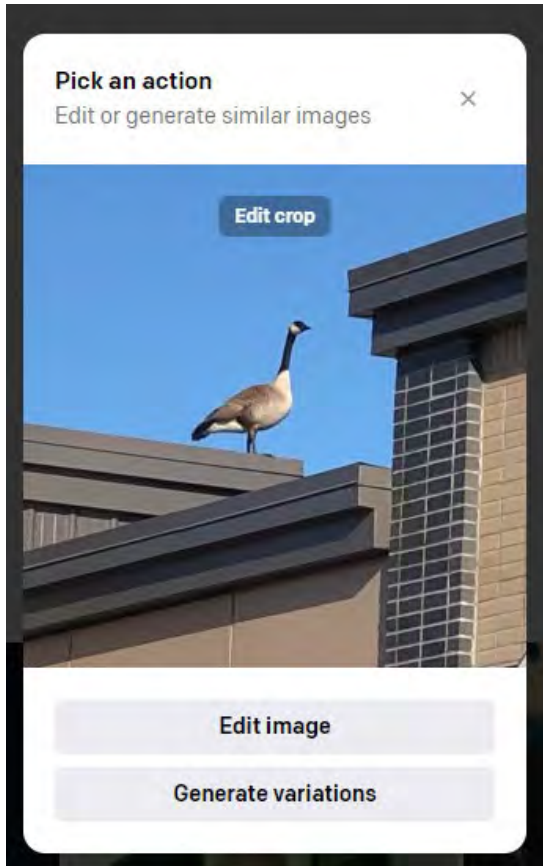 Pick an action
Edit or generate similar images
Edit crop
Edit image
Generate variations